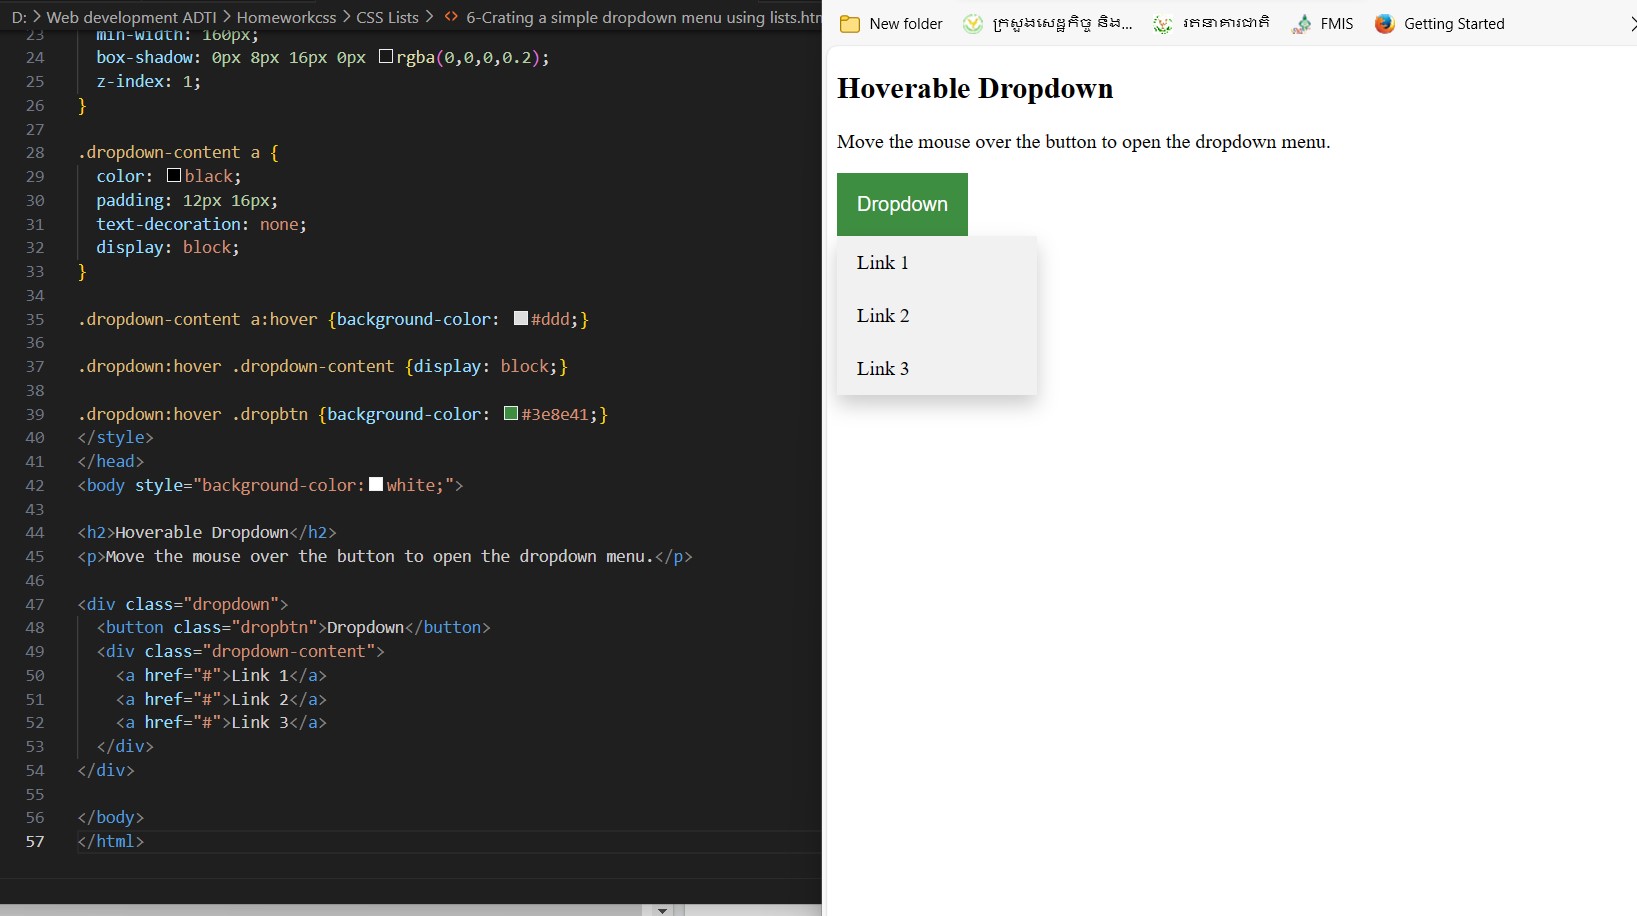 D: > Web development ADTI > Homeworkcss > CSS Lists > <> 6-Crating a simple dropdown menu using lists.htm
23 min-width: 160px;
24 box-shadow: 0px 8px 16px 0px rgba(0,0,0,0.2);
25 z-index: 1;
26 }
27
28 .dropdown-content a {
29 color: black;
30 padding: 12px 16px;
31 text-decoration: none;
32 display: block;
33 }
34
35 .dropdown-content a:hover {background-color: #ddd;}
36
37 .dropdown:hover .dropdown-content {display: block;}
38
39 .dropdown:hover .dropbtn {background-color: #3e8e41;}
40 </style>
41 </head>
42 <body style="background-color:white;">
43
44 <h2>Hoverable Dropdown</h2>
45 <p>Move the mouse over the button to open the dropdown menu.</p>
46
47 <div class="dropdown">
48 <button class="dropbtn">Dropdown</button>
49 <div class="dropdown-content">
50 <a href="#">Link 1</a>
51 <a href="#">Link 2</a>
52 <a href="#">Link 3</a>
53 </div>
54 </div>
55
56 </body>
57 </html>
New folder ក្រសួងសេដ្ឋកិច្ច និង... រតនាគារជាតិ FMIS Getting Started
Hoverable Dropdown
Move the mouse over the button to open the dropdown menu.
Dropdown
Link 1
Link 2
Link 3